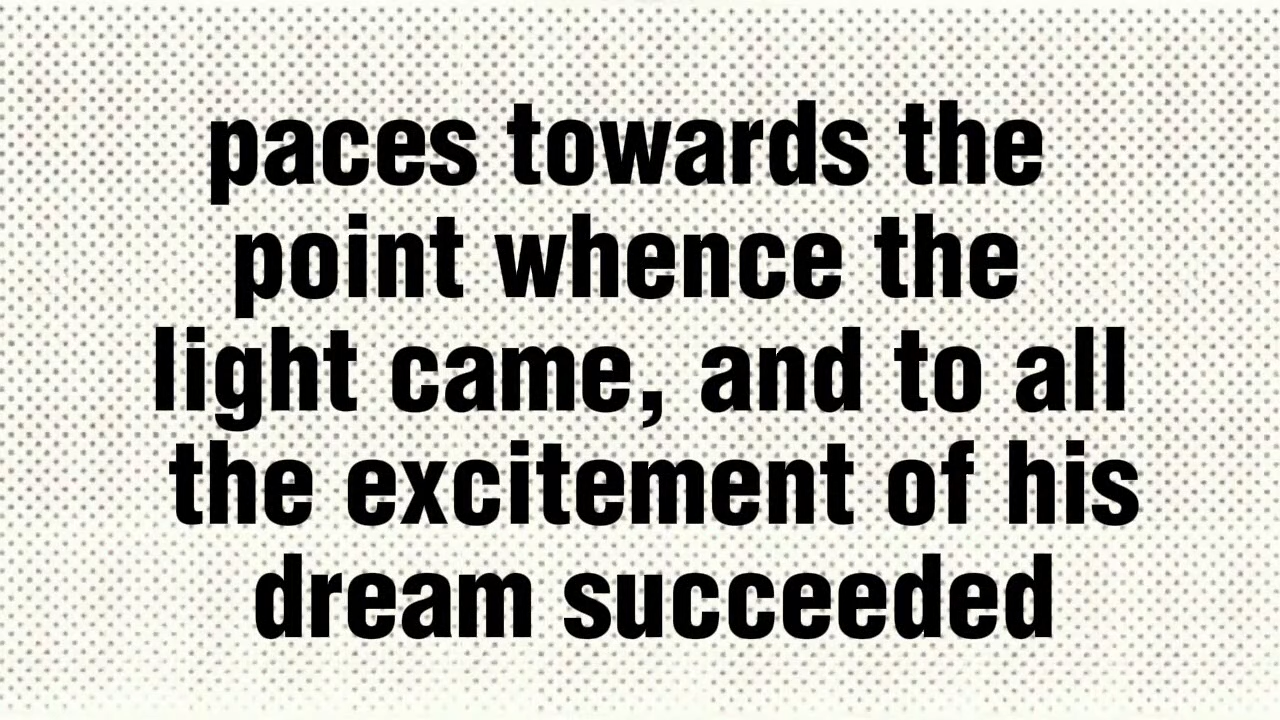 paces towards the
point whence the
light came, and to all
the excitement of his
dream succeeded